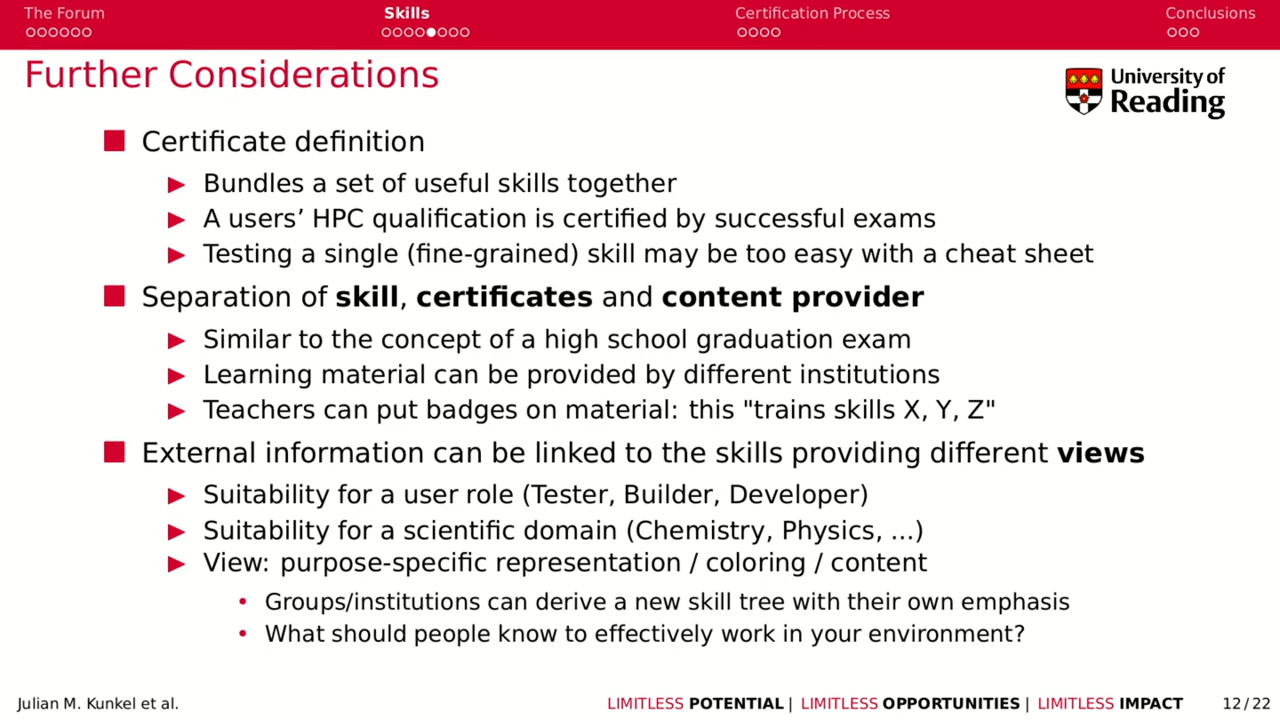 The Forum
Skills
Certification Process
Conclusions
Further Considerations
University of
Reading
Certificate definition
Bundles a set of useful skills together
A users’ HPC qualification is certified by successful exams
Testing a single (fine-grained) skill may be too easy with a cheat sheet
Separation of skill, certificates and content provider
Similar to the concept of a high school graduation exam
Learning material can be provided by different institutions
Teachers can put badges on material: this "trains skills X, Y, Z"
External information can be linked to the skills providing different views
Suitability for a user role (Tester, Builder, Developer)
Suitability for a scientific domain (Chemistry, Physics, ...)
View: purpose-specific representation / coloring / content
Groups/institutions can derive a new skill tree with their own emphasis
What should people know to effectively work in your environment?
Julian M. Kunkel et al.
LIMITLESS POTENTIAL | LIMITLESS OPPORTUNITIES | LIMITLESS IMPACT
12/22